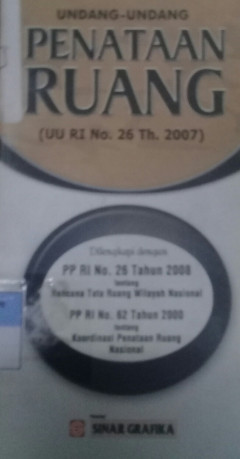 UNDANG-UNDANG
PENATAAN
RUANG
(UU RI No. 26 Th. 2007)
Dilengkapi dengan
PP RI No. 26 Tahun 2008
tentang
Rencana Tata Ruang Wilayah Nasional
PP RI No. 62 Tahun 2000
tentang
Koordinasi Penataan Ruang
Nasional
SINAR GRAFIKA